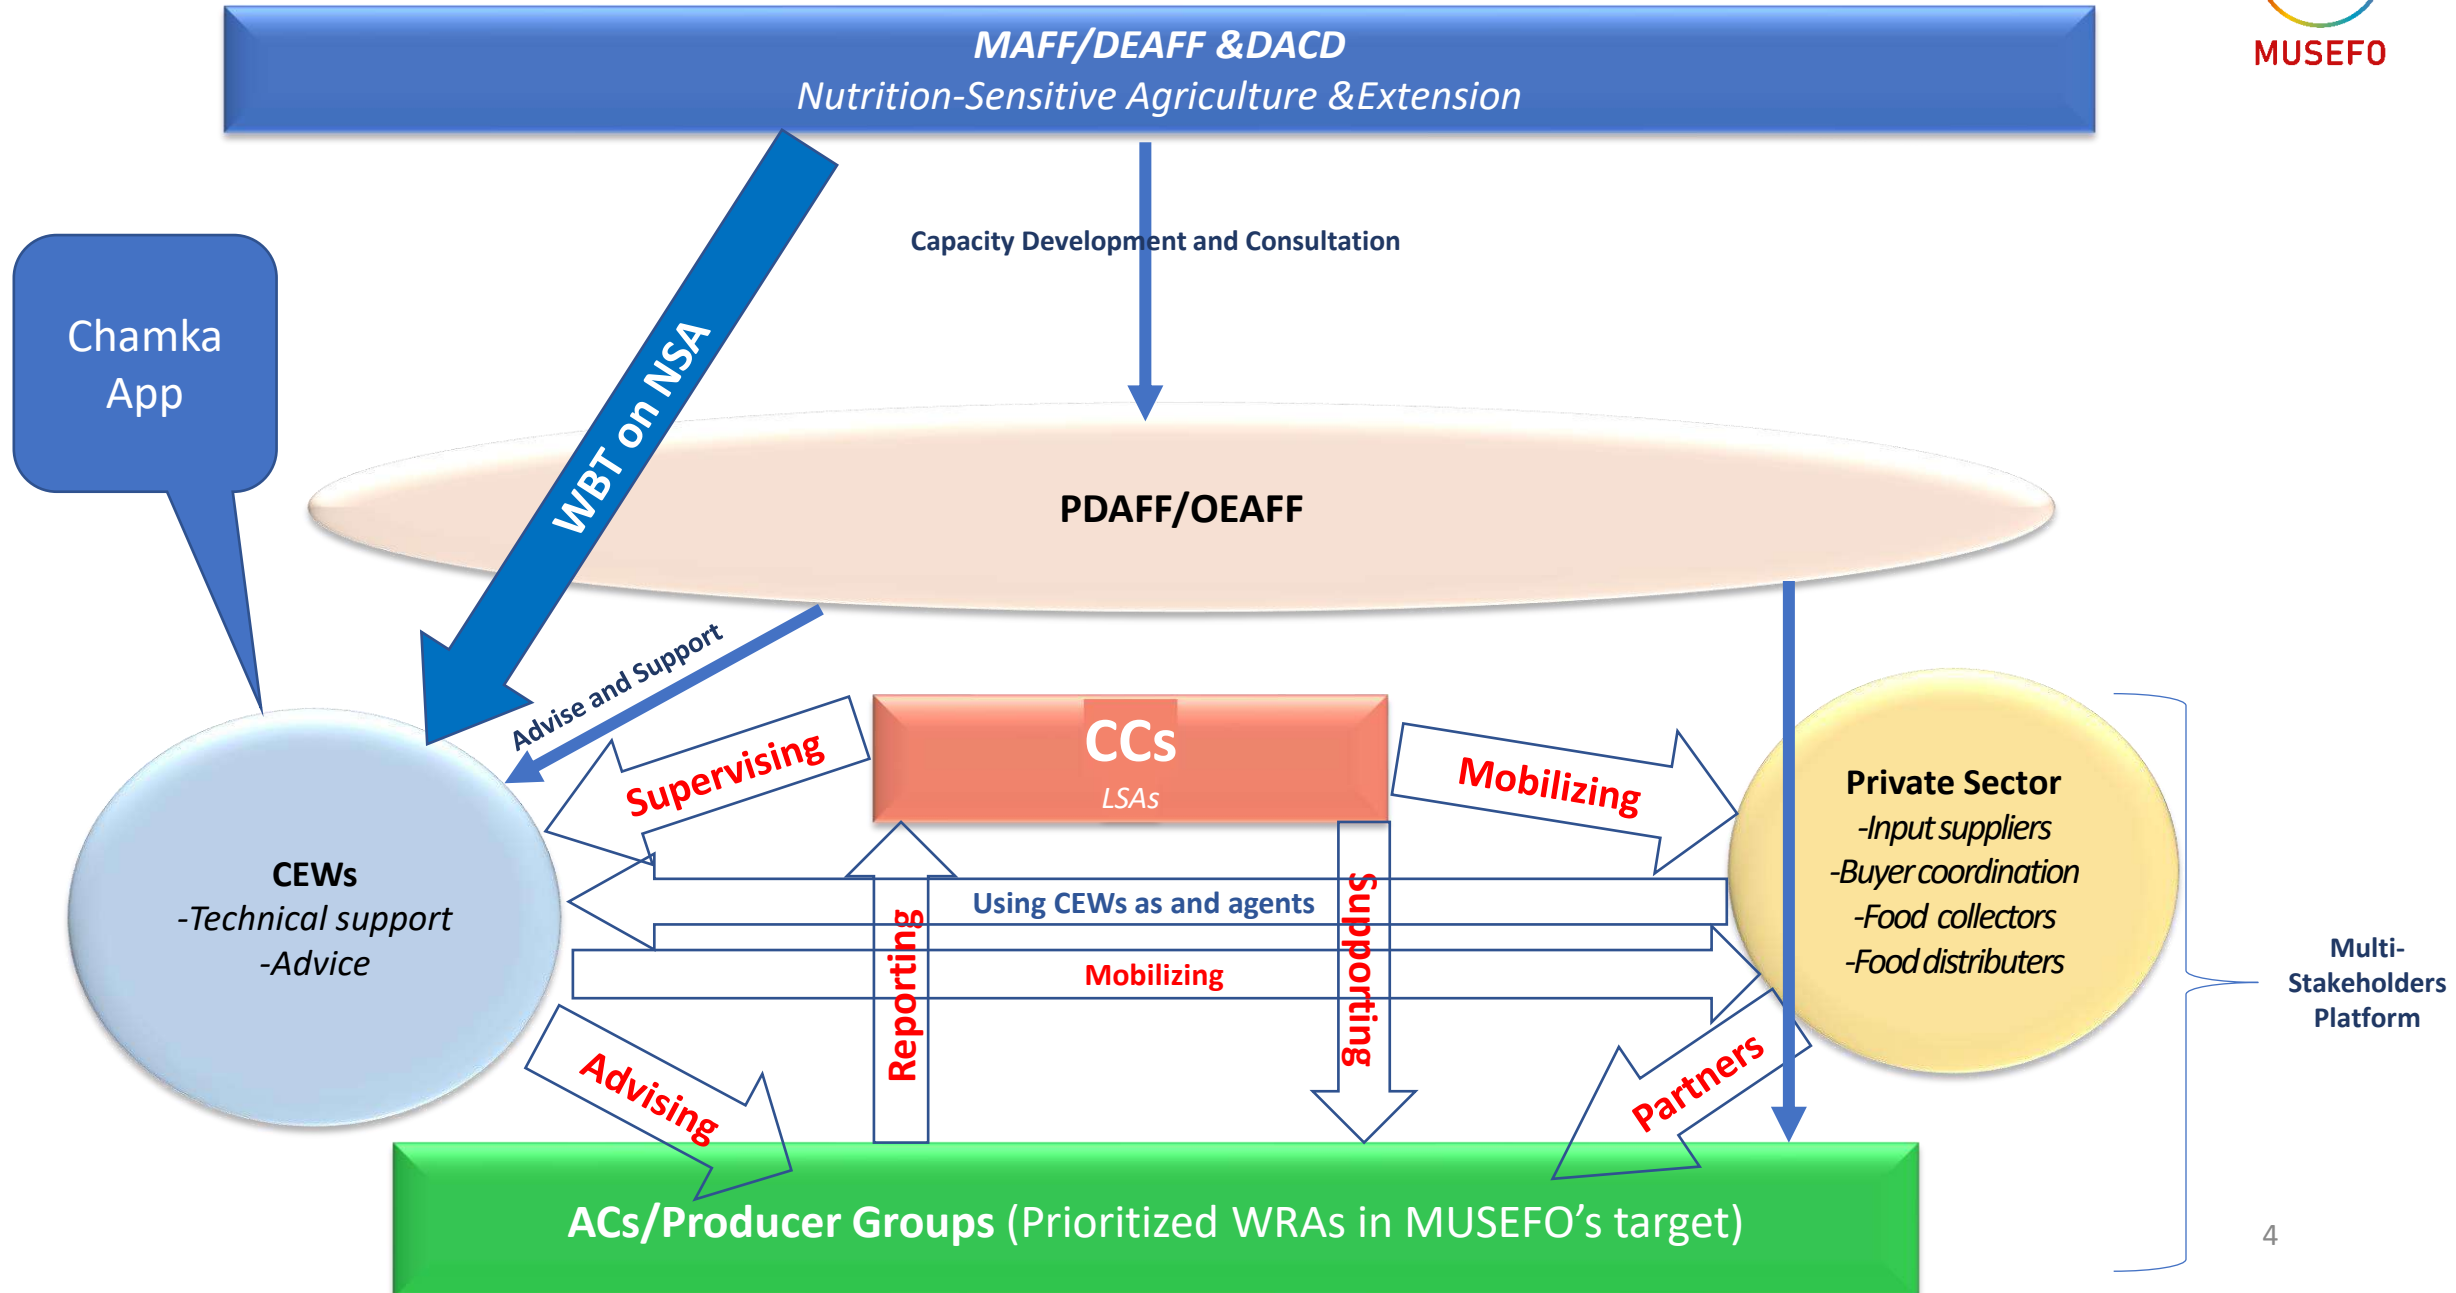 MAFF/DEAFF &DACD
Nutrition-Sensitive Agriculture &Extension
MUSEFO
Capacity Development and Consultation
Chamka
App
WBT on NSA
PDAFF/OEAFF
Advise and Support
Supervising
CCs
LSAs
Mobilizing
Private Sector
-Input suppliers
-Buyer coordination
-Food collectors
-Food distributers
CEWs
-Technical support
-Advice
Using CEWs as and agents
Mobilizing
Reporting
Supporting
Advising
Partners
Multi-
Stakeholders
Platform
ACs/Producer Groups (Prioritized WRAs in MUSEFO’s target)
4